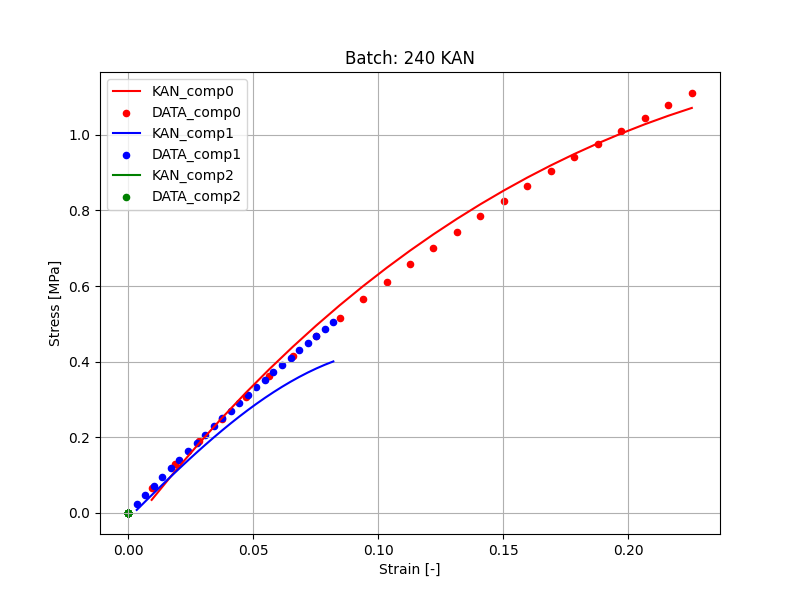 Batch: 240 KAN
KAN_comp0
DATA_comp0
KAN_comp1
DATA_comp1
KAN_comp2
DATA_comp2
Stress [MPa]
1.0
0.8
0.6
0.4
0.2
0.0
0.00 0.05 0.10 0.15 0.20
Strain [-]